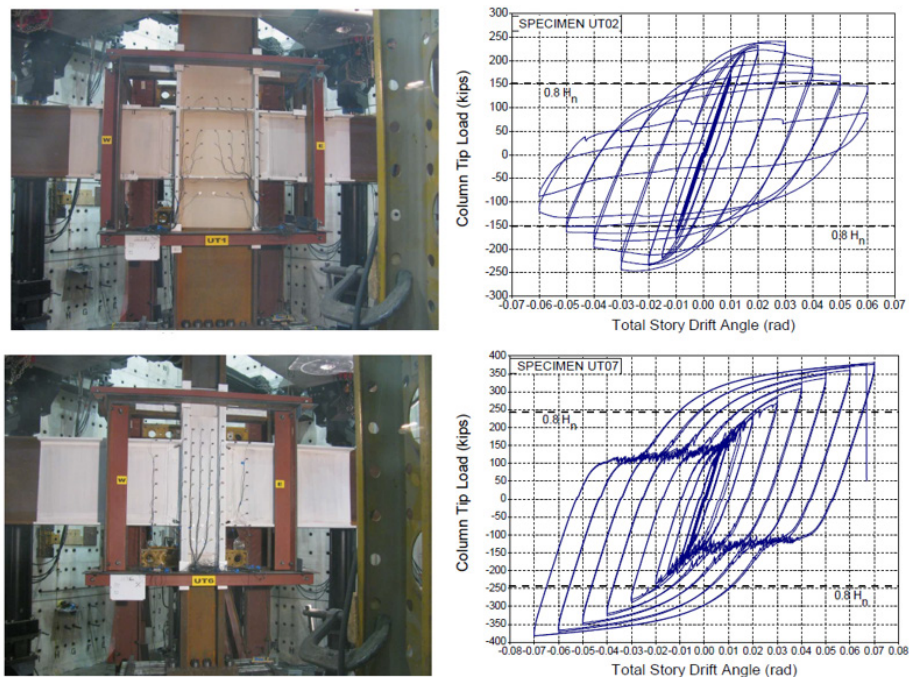 W
E
UT1
SPECIMEN UT02
Column Tip Load (kips)
300
250
200
150
100
50
0
-50
-100
-150
-200
-250
-300
0.8 Hn
0.8 Hn
-0.07 -0.06 -0.05 -0.04 -0.03 -0.02 -0.01 0.00 0.01 0.02 0.03 0.04 0.05 0.06 0.07
Total Story Drift Angle (rad)
W
E
UT6
SPECIMEN UT07
Column Tip Load (kips)
400
350
300
250
200
150
100
50
0
-50
-100
-150
-200
-250
-300
-350
-400
0.8 Hn
0.8 Hn
-0.08 -0.07 -0.06 -0.05 -0.04 -0.03 -0.02 -0.01 0.00 0.01 0.02 0.03 0.04 0.05 0.06 0.07 0.08
Total Story Drift Angle (rad)